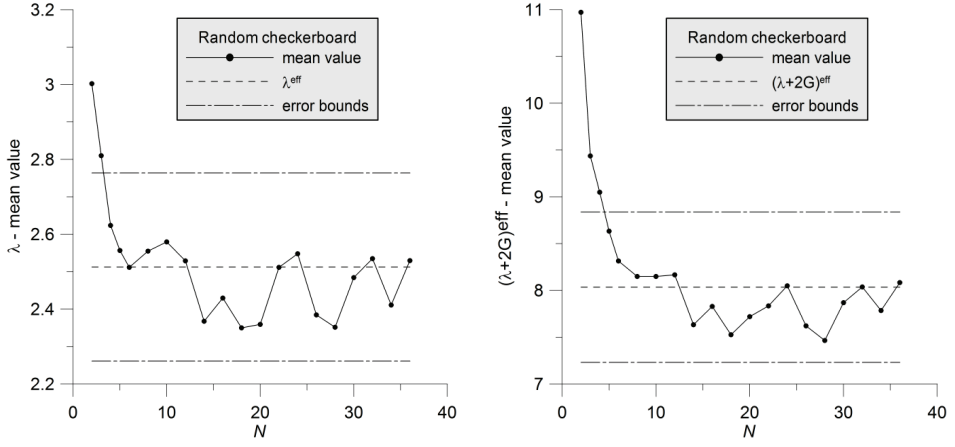 3.2
3
2.8
2.6
2.4
2.2
λ - mean value
Random checkerboard
mean value
λeff
error bounds
0
10
20
30
40
N
11
10
9
8
7
(λ+2G)eff - mean value
Random checkerboard
mean value
(λ+2G)eff
error bounds
0
10
20
30
40
N